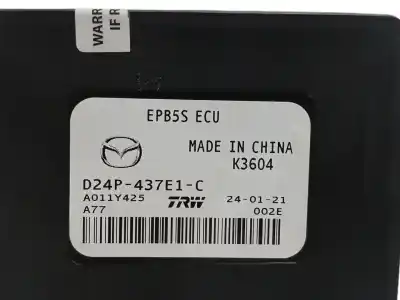 WARR
IF R
EPB5S ECU
MADE IN CHINA
K3604
D24P-437E1-C
A011Y425 TRW 24-01-21
A77 002E